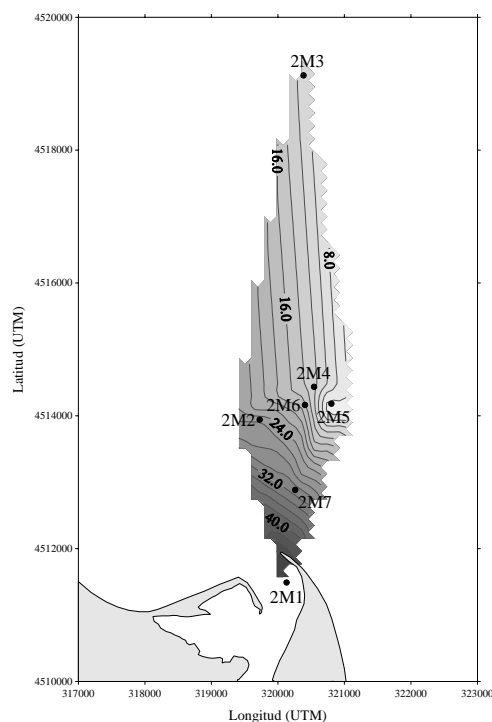 4520000
2M3
16.0
4518000
8.0
4516000
16.0
Latitud (UTM)
2M4
2M6
2M5
4514000
2M2
24.0
32.0
2M7
40.0
4512000
2M1
4510000
317000
318000
319000
320000
321000
322000
323000
Longitud (UTM)